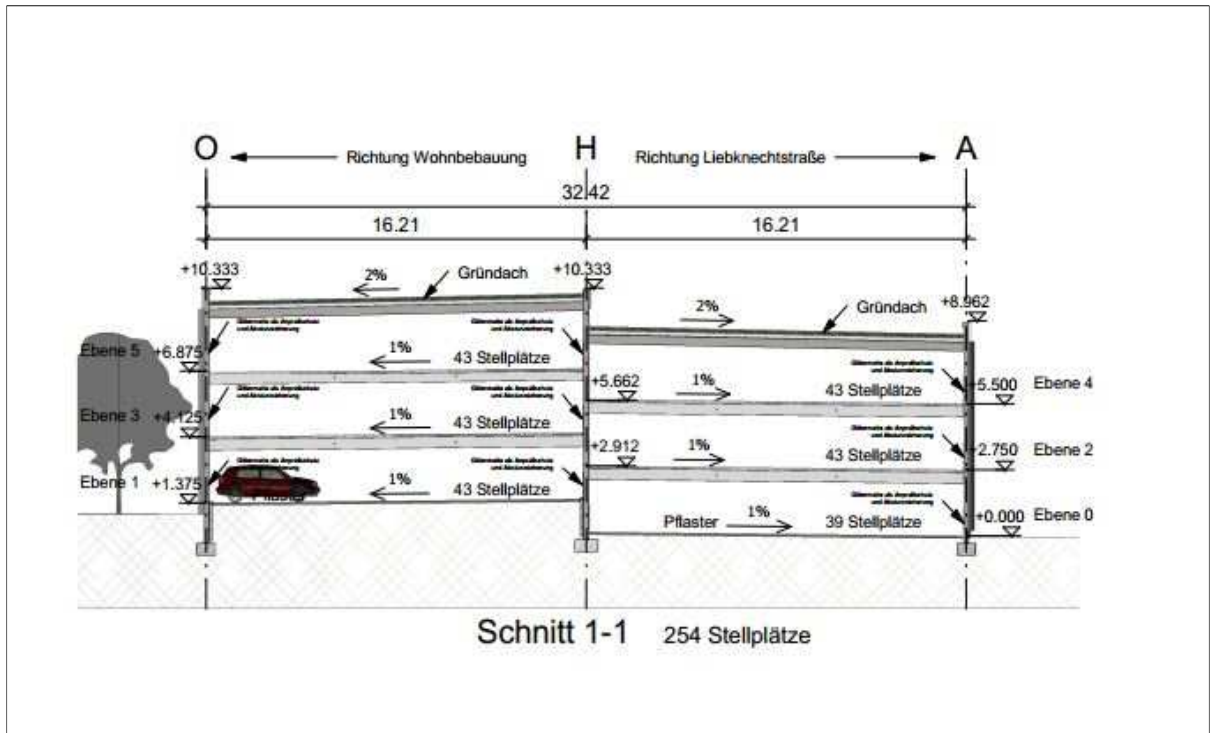 O Richtung Wohnbebauung H Richtung Liebknechtstraße A
32.42
16.21 16.21
+10.333 2% Gründach +10.333
2% Gründach +8.962
Ebene 5 +6.875 1% 43 Stellplätze
+5.662 1% 43 Stellplätze +5.500 Ebene 4
Ebene 3 +4.125 1% 43 Stellplätze
+2.912 1% 43 Stellplätze +2.750 Ebene 2
Ebene 1 +1.375 1% 43 Stellplätze
Pflaster 1% 39 Stellplätze +0.000 Ebene 0
Schnitt 1-1 254 Stellplätze